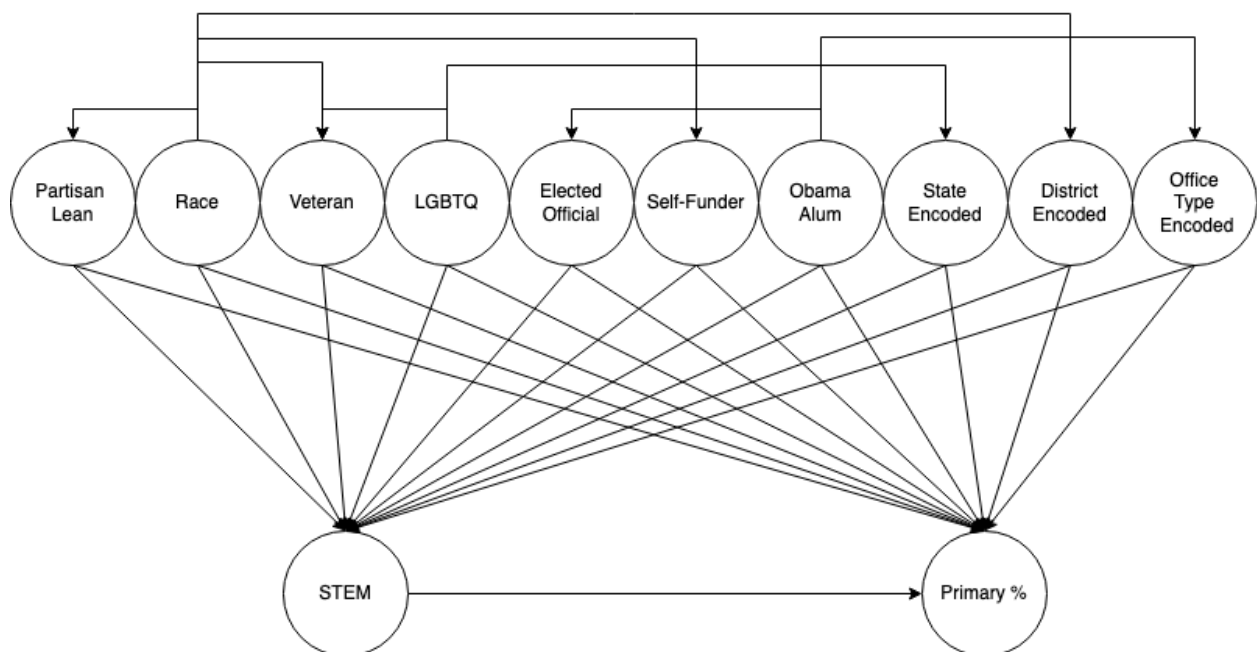 Partisan
Lean
Race
Veteran
LGBTQ
Elected
Official
Self-Funder
Obama
Alum
State
Encoded
District
Encoded
Office
Type
Encoded
STEM
Primary %